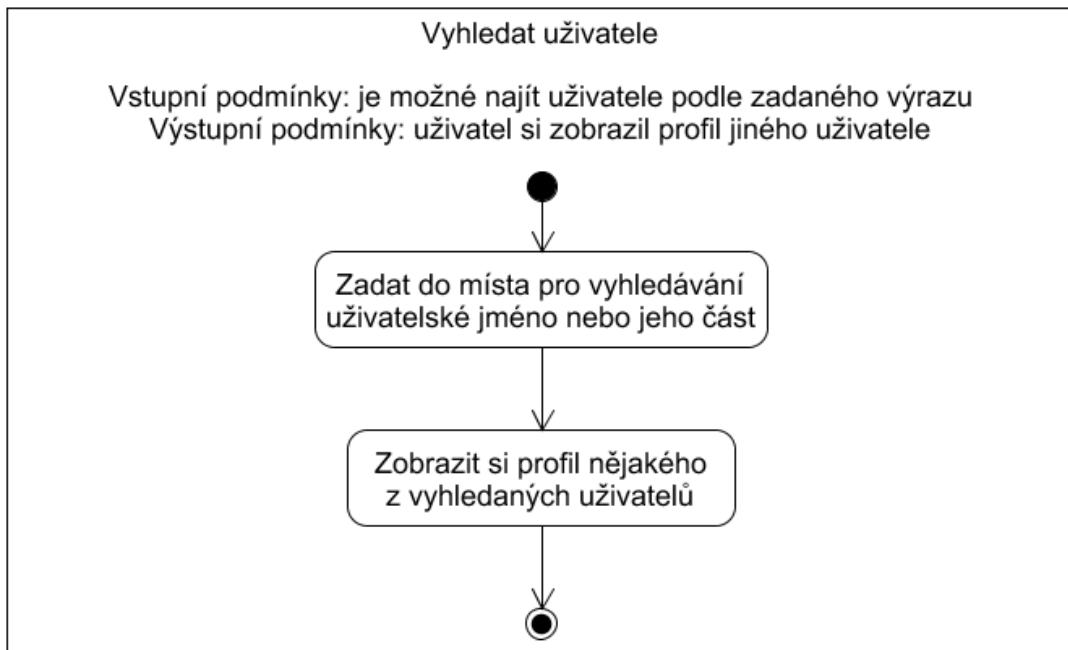 Vyhledat uživatele
Vstupní podmínky: je možné najít uživatele podle zadaného výrazu
Výstupní podmínky: uživatel si zobrazil profil jiného uživatele
Zadat do místa pro vyhledávání
uživatelské jméno nebo jeho část
Zobrazit si profil nějakého
z vyhledaných uživatelů